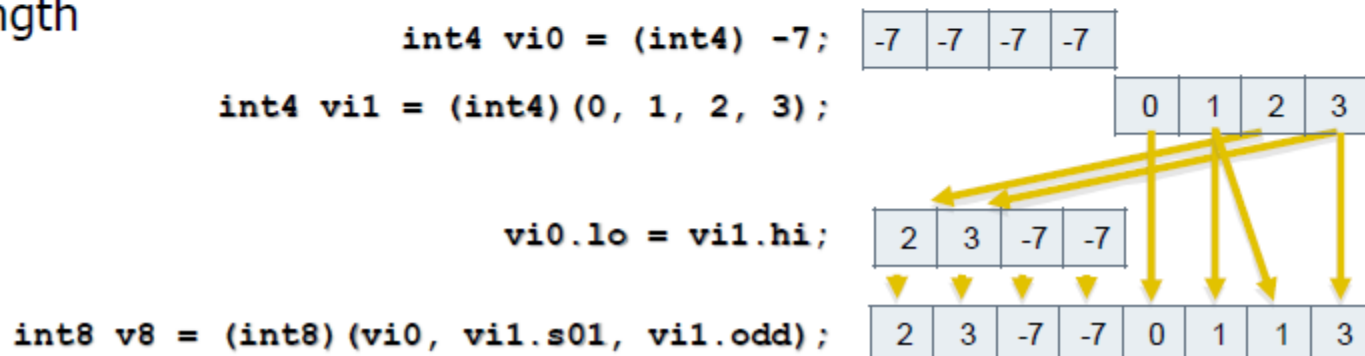 ngth
int4 vi0 = (int4) -7; -7 -7 -7 -7
int4 vi1 = (int4)(0, 1, 2, 3); 0 1 2 3
vi0.lo = vi1.hi; 2 3 -7 -7
int8 v8 = (int8)(vi0, vi1.s01, vi1.odd); 2 3 -7 -7 0 1 1 3